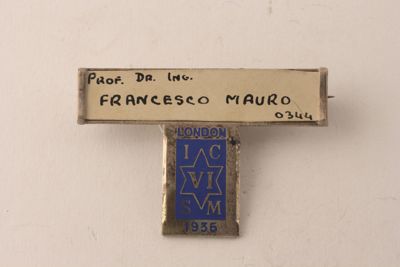 PROF. DR. ING.
FRANCESCO MAURO
0344
LONDON
I C
VI
S M
1935